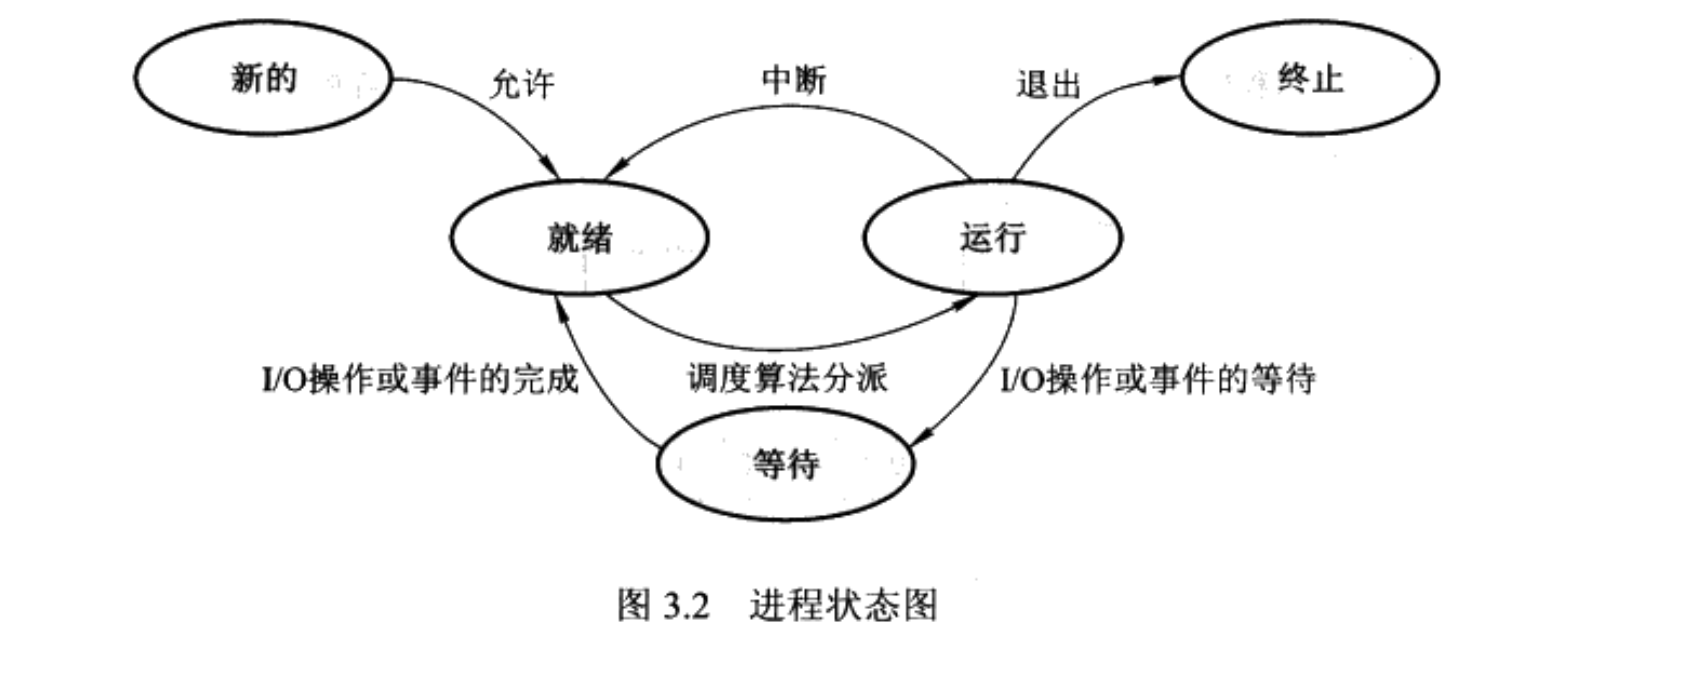 新的
允许
中断
退出
终止
就绪
运行
I/O操作或事件的完成
调度算法分派
I/O操作或事件的等待
等待
图 3.2 进程状态图